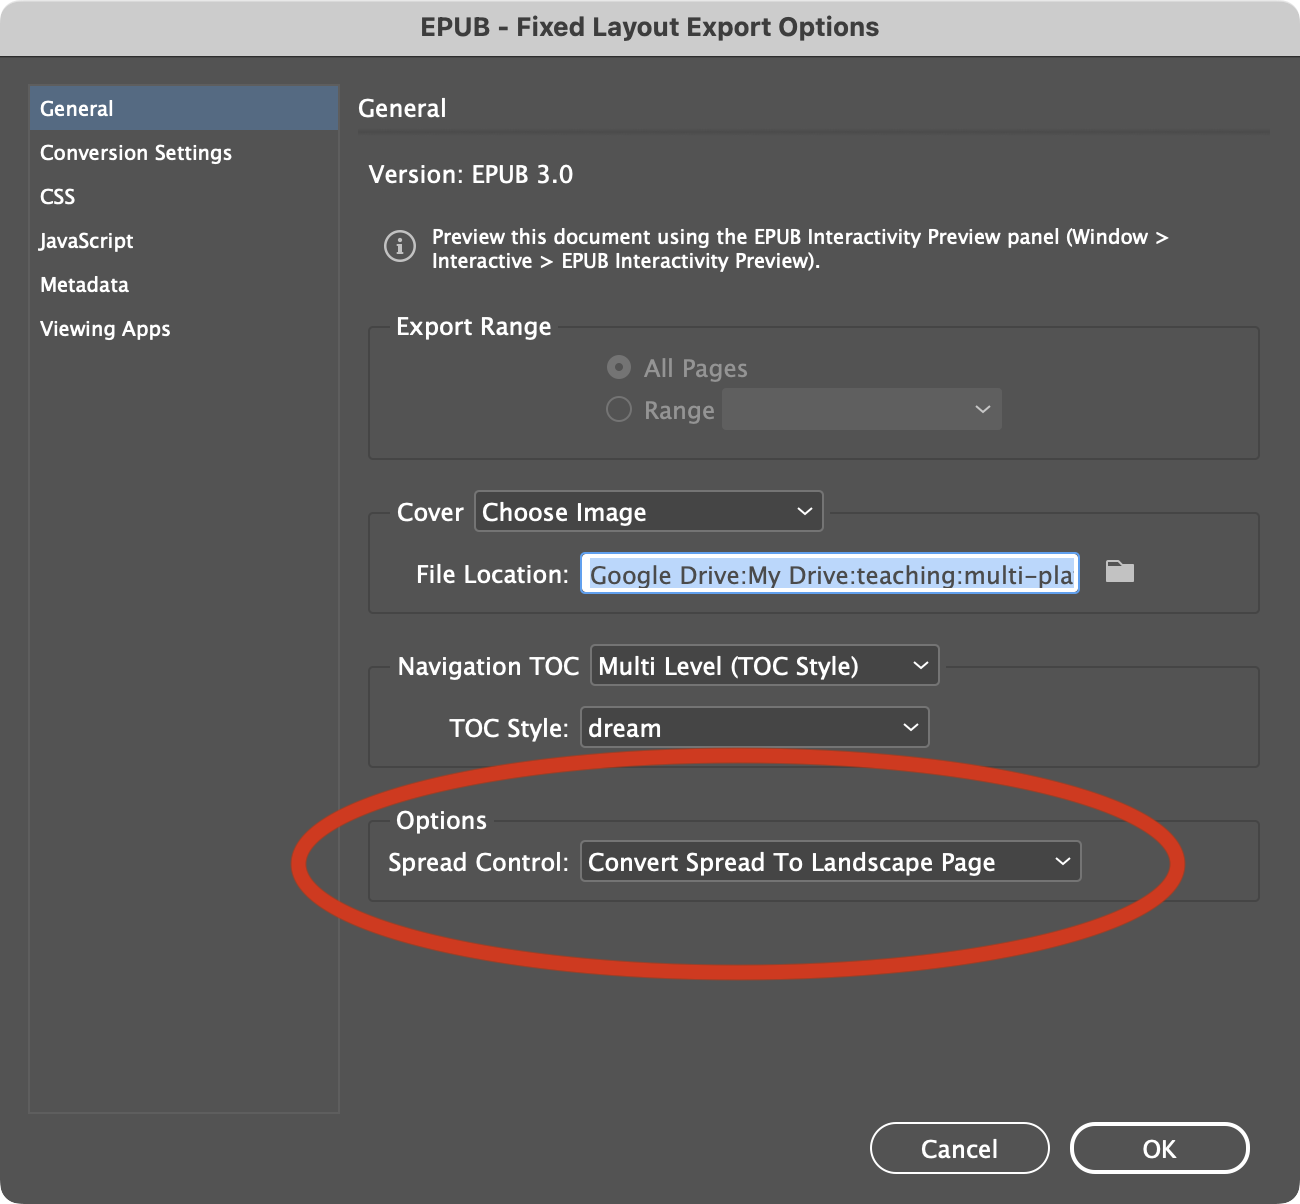 EPUB - Fixed Layout Export Options
General
Conversion Settings
CSS
JavaScript
Metadata
Viewing Apps
General
Version: EPUB 3.0
Preview this document using the EPUB Interactivity Preview panel (Window >
Interactive > EPUB Interactivity Preview).
Export Range
All Pages
Range
Cover Choose Image
File Location: Google Drive:My Drive:teaching:multi-pla
Navigation TOC Multi Level (TOC Style)
TOC Style: dream
Options
Spread Control: Convert Spread To Landscape Page
Cancel OK